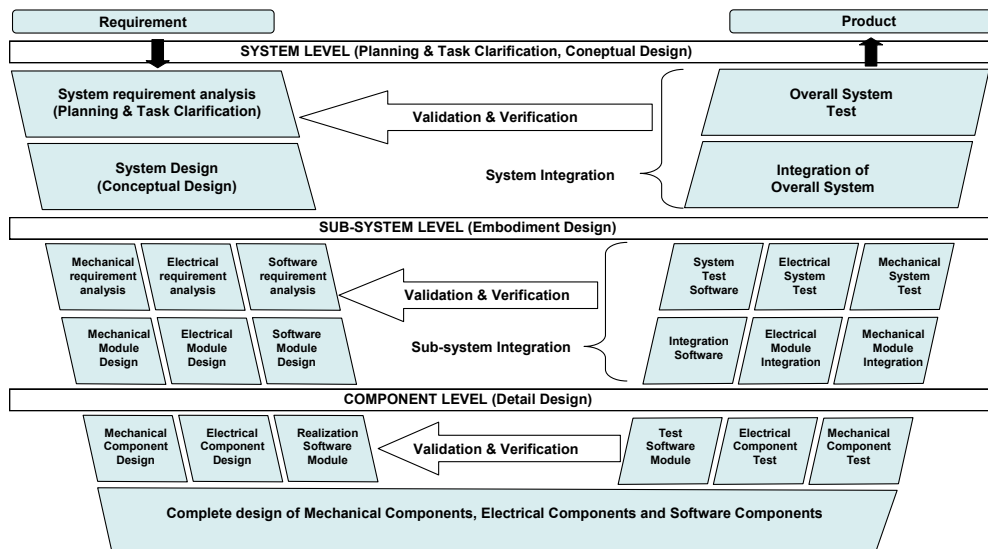 Requirement
Product
SYSTEM LEVEL (Planning & Task Clarification, Coneptual Design)
System requirement analysis
(Planning & Task Clarification)
Validation & Verification
Overall System
Test
System Design
(Conceptual Design)
System Integration
Integration of
Overall System
SUB-SYSTEM LEVEL (Embodiment Design)
Mechanical
requirement
analysis
Electrical
requirement
analysis
Software
requirement
analysis
Validation & Verification
System
Test
Software
Electrical
System
Test
Mechanical
System
Test
Mechanical
Module
Design
Electrical
Module
Design
Software
Module
Design
Sub-system Integration
Integration
Software
Electrical
Module
Integration
Mechanical
Module
Integration
COMPONENT LEVEL (Detail Design)
Mechanical
Component
Design
Electrical
Component
Design
Realization
Software
Module
Validation & Verification
Test
Software
Module
Electrical
Component
Test
Mechanical
Component
Test
Complete design of Mechanical Components, Electrical Components and Software Components